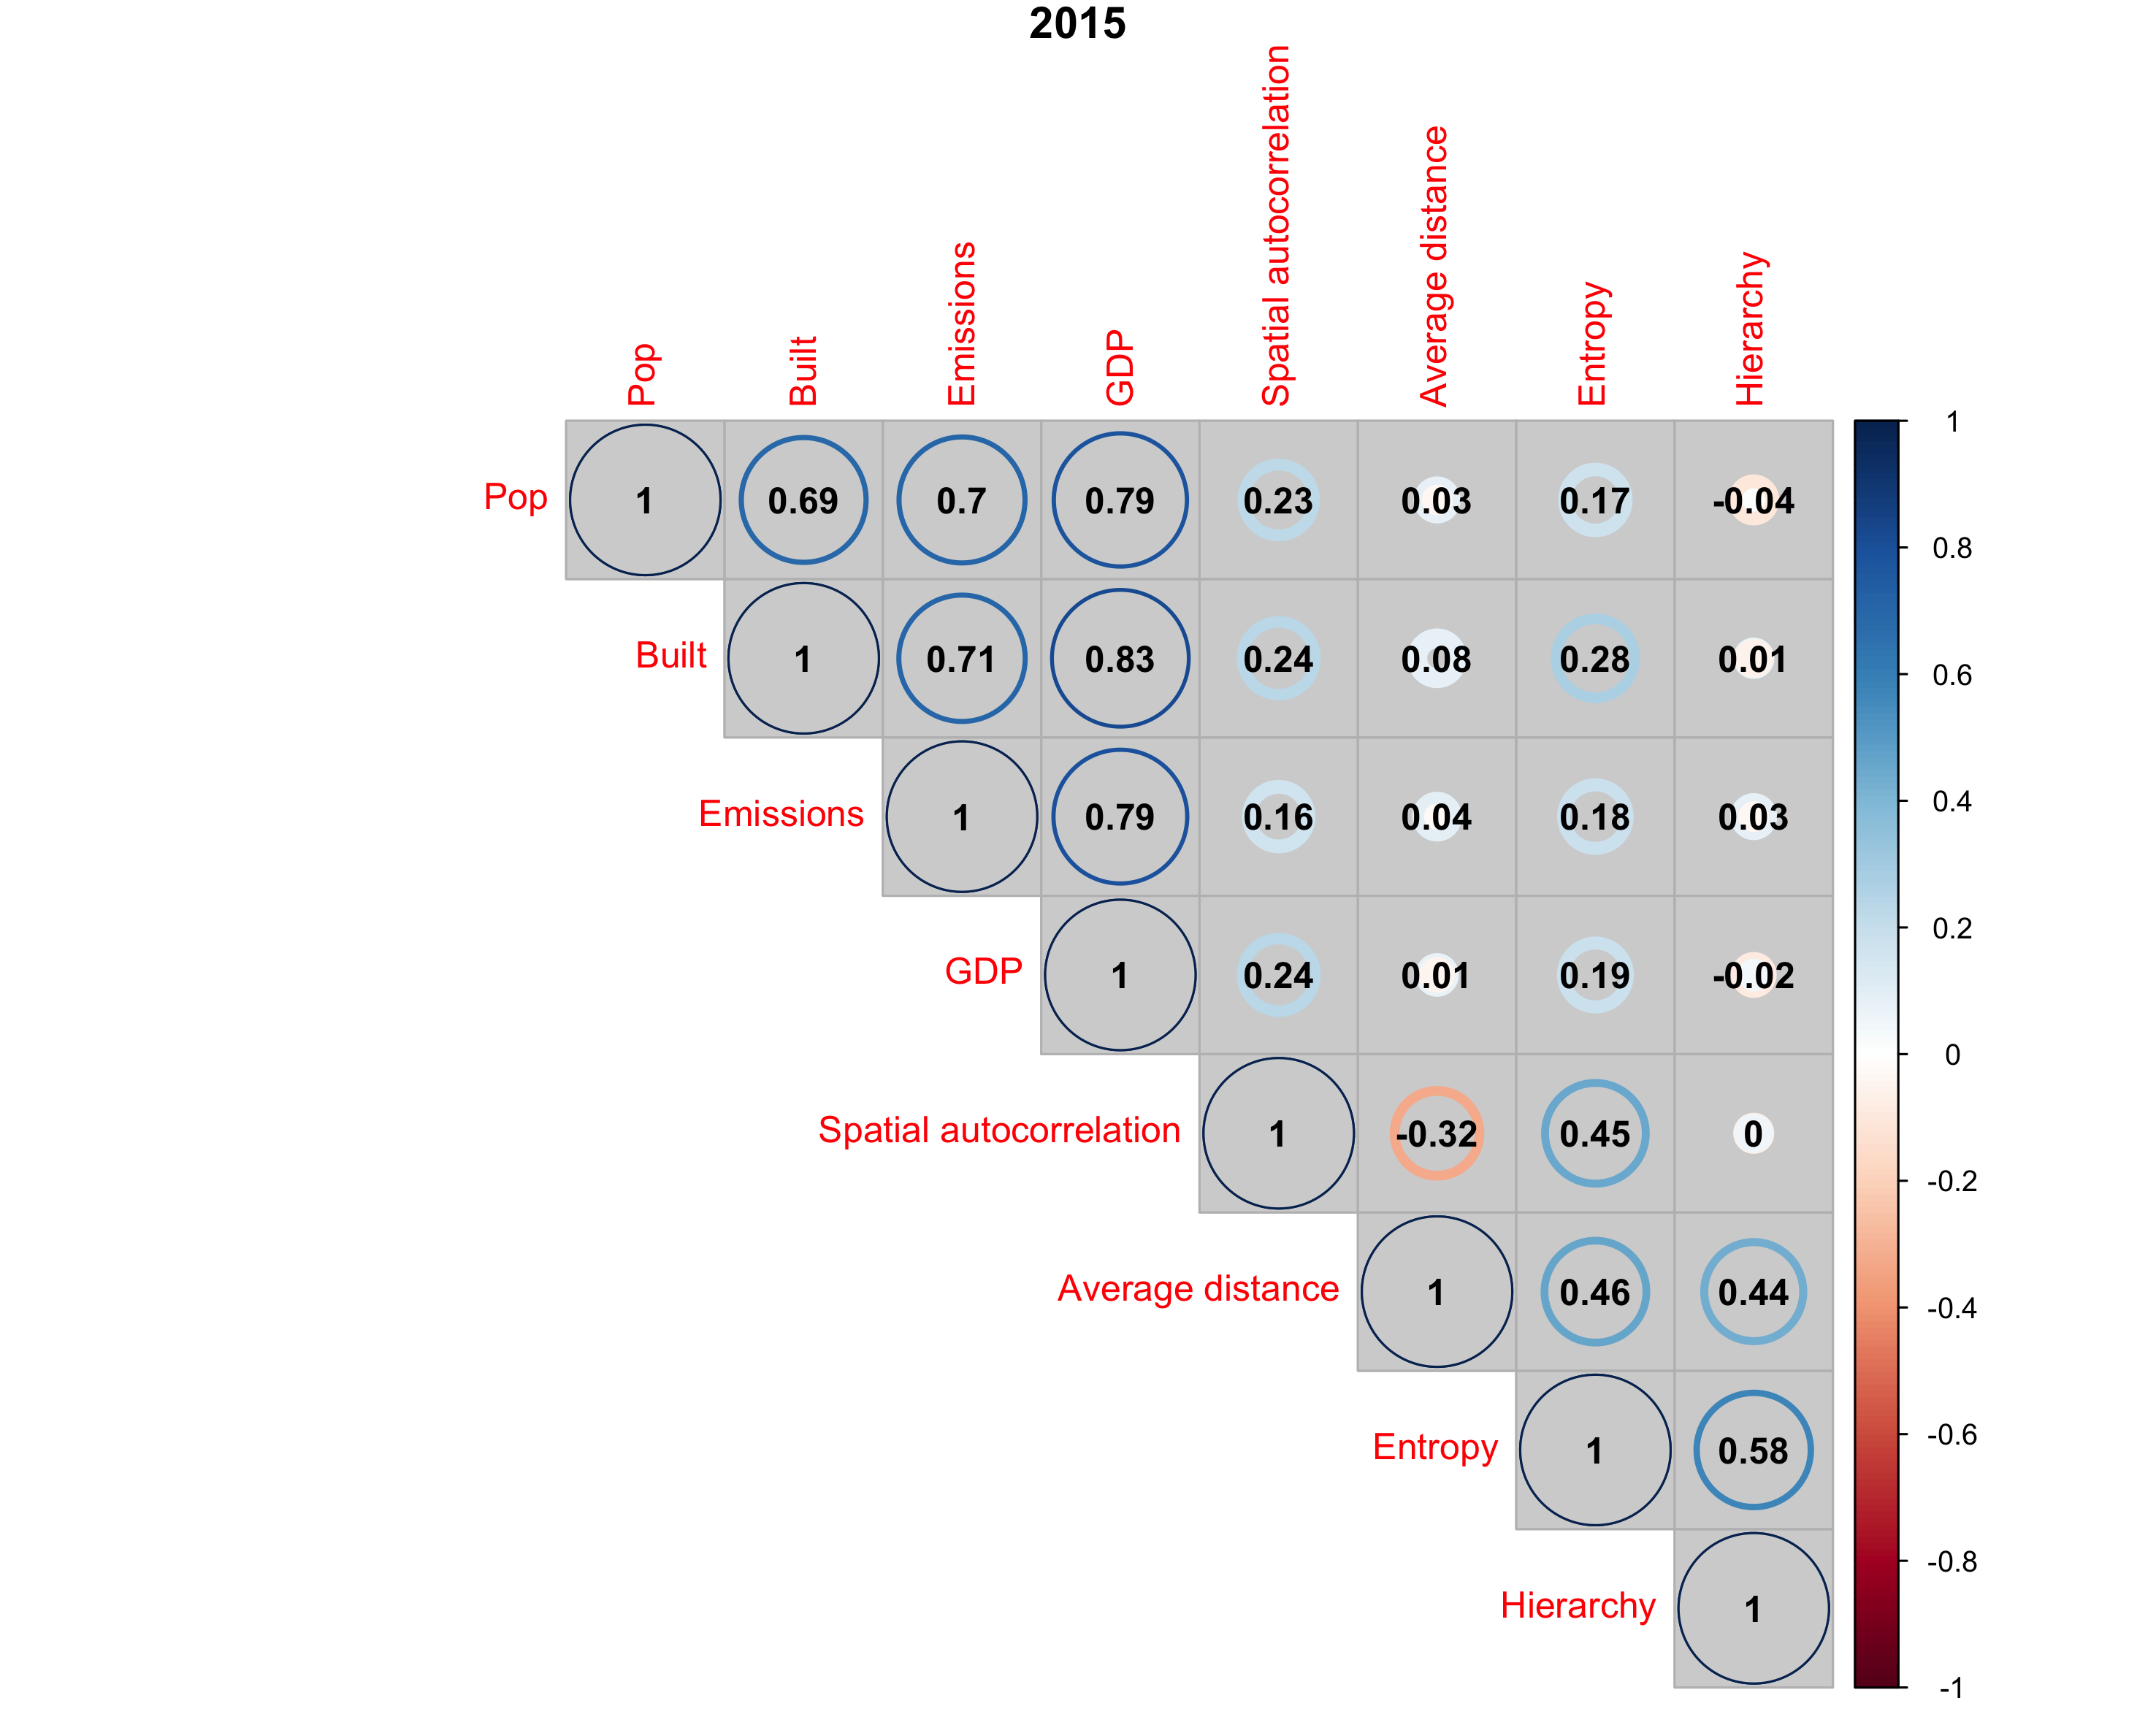 2015
Pop Built Emissions GDP Spatial autocorrelation Average distance Entropy Hierarchy
Pop 1 0.69 0.7 0.79 0.23 0.03 0.17 -0.04
Built 1 0.71 0.83 0.24 0.08 0.28 0.01
Emissions 1 0.79 0.16 0.04 0.18 0.03
GDP 1 0.24 0.01 0.19 -0.02
Spatial autocorrelation 1 -0.32 0.45 0
Average distance 1 0.46 0.44
Entropy 1 0.58
Hierarchy 1
1
0.8
0.6
0.4
0.2
0
-0.2
-0.4
-0.6
-0.8
-1